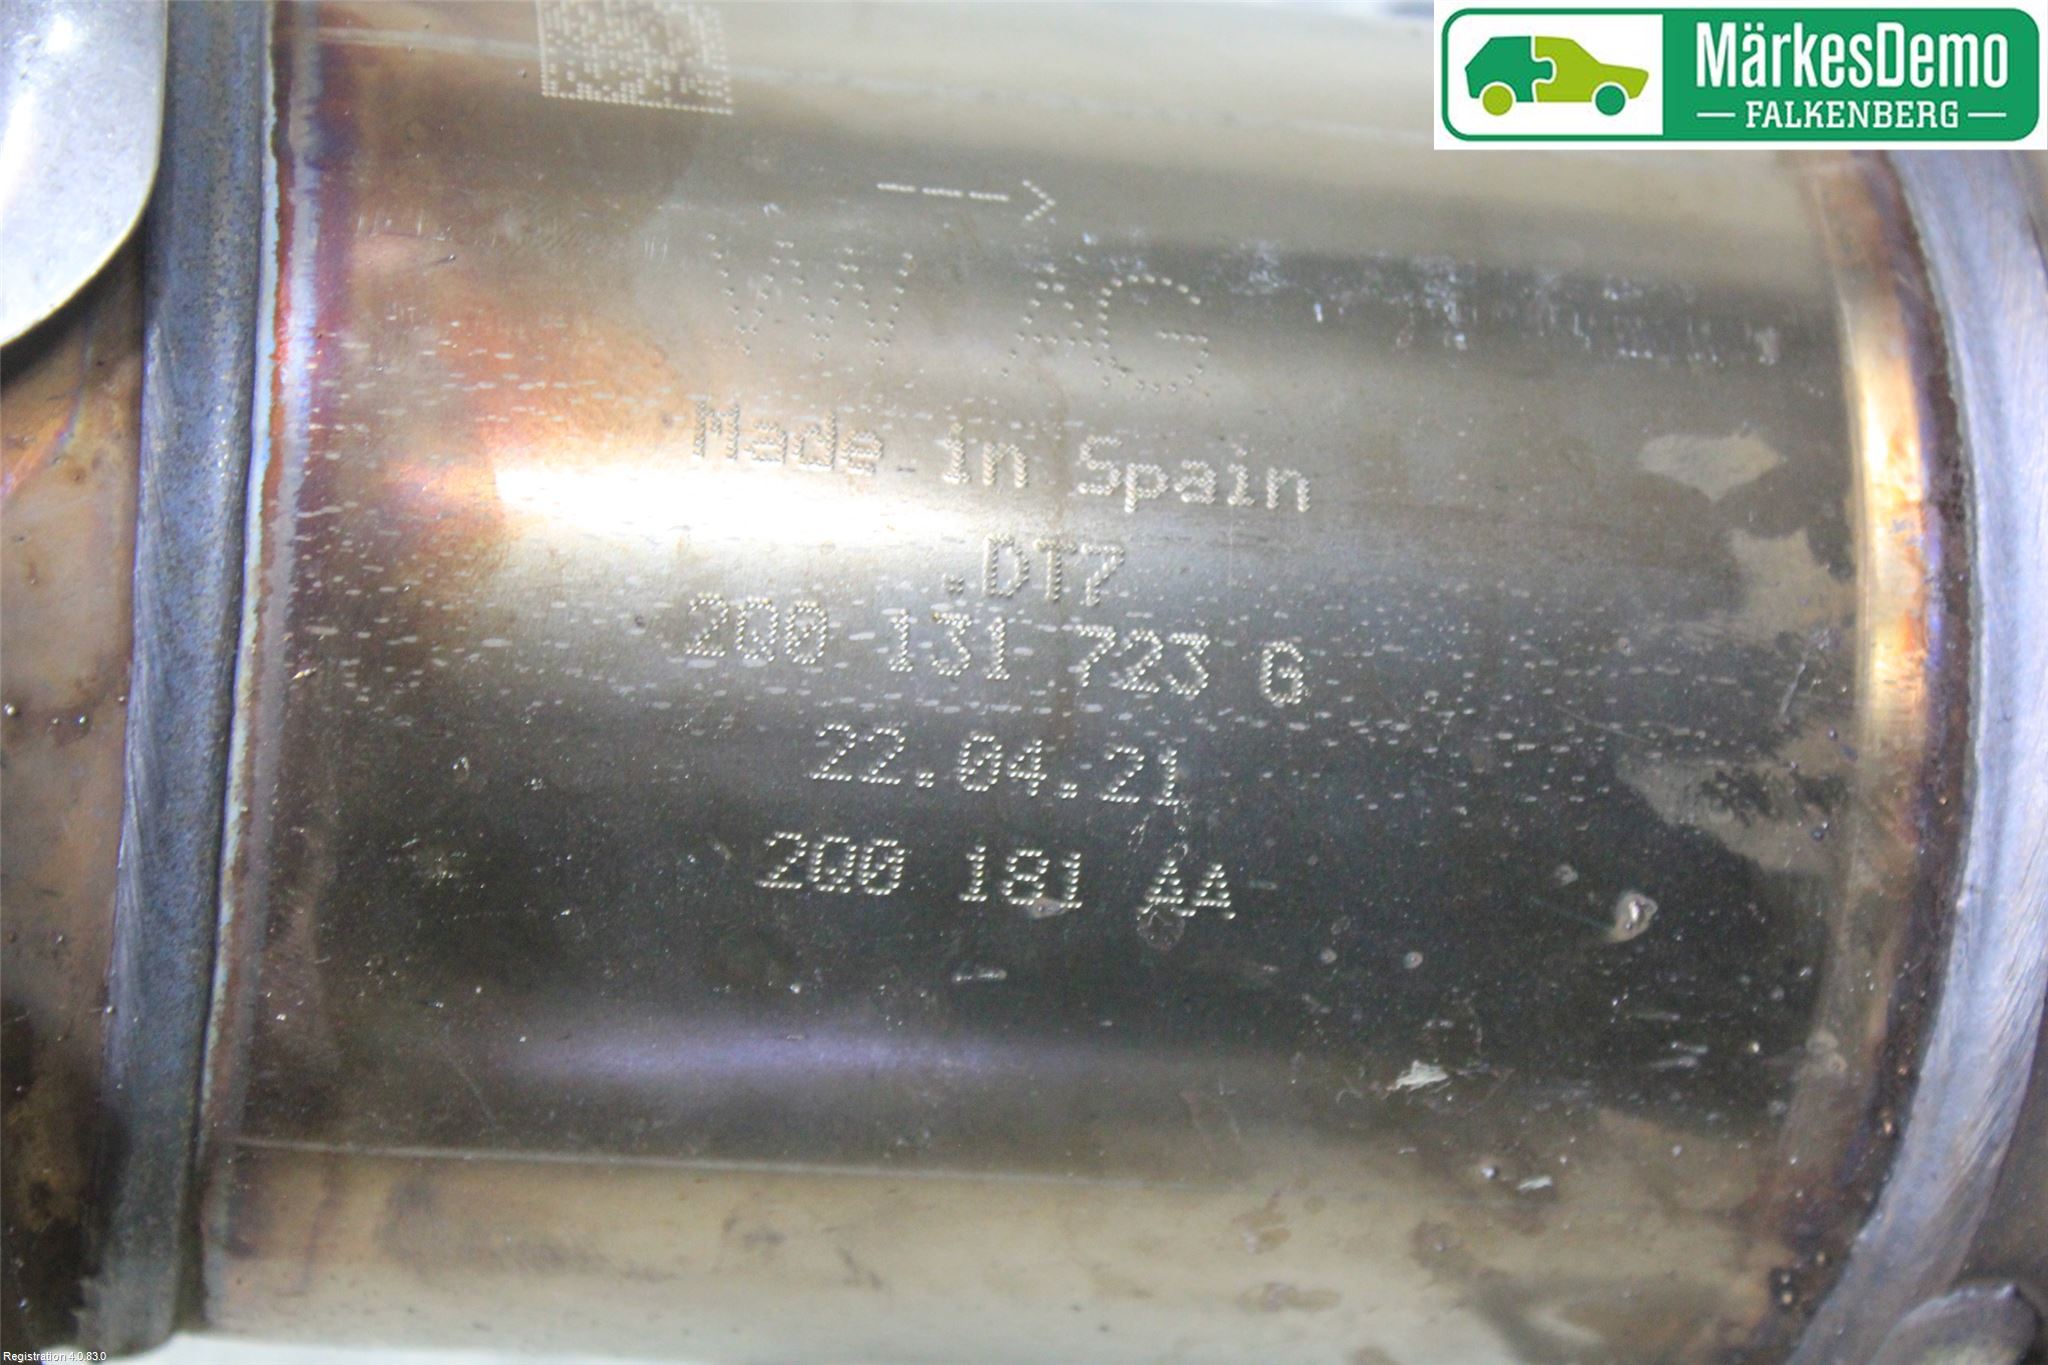 MärkesDemo
FALKENBERG
VW AG
Made in Spain
.DT7
2Q0 131 723 G
22.04.21
2Q0 181 AA
Registration 4.0.83.0